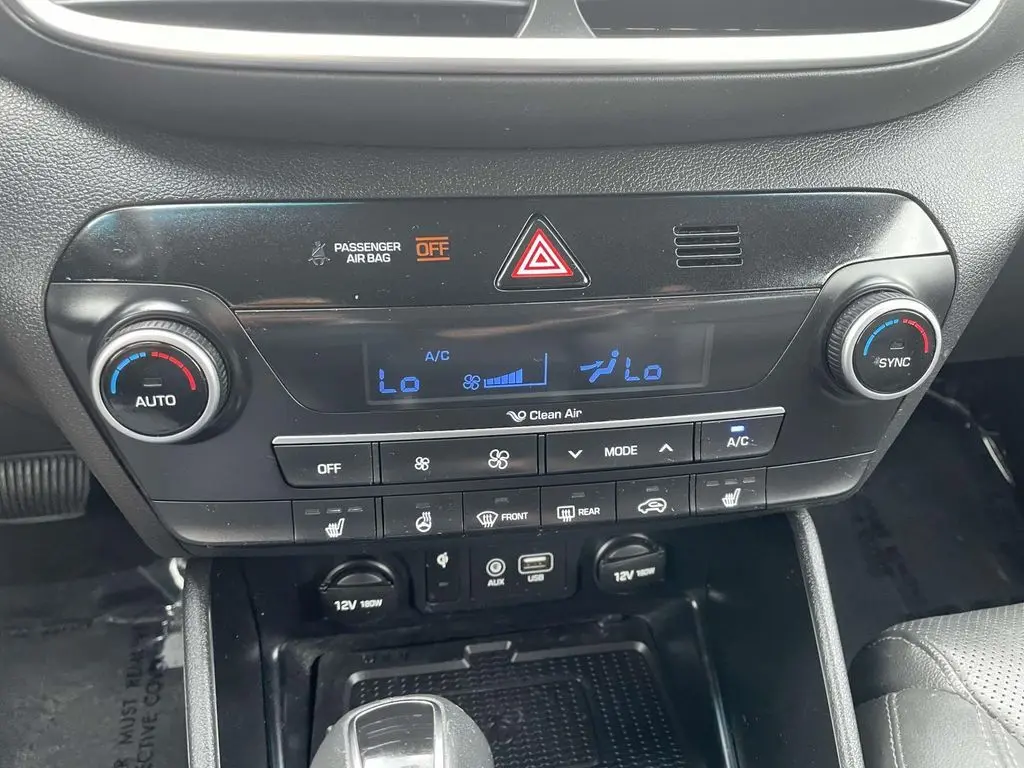 PASSENGER
AIR BAG
OFF
A/C
Lo
Lo
AUTO
SYNC
Clean Air
OFF
MODE
A/C
FRONT
REAR
12V 180W
AUX
USB
12V 180W
MUST